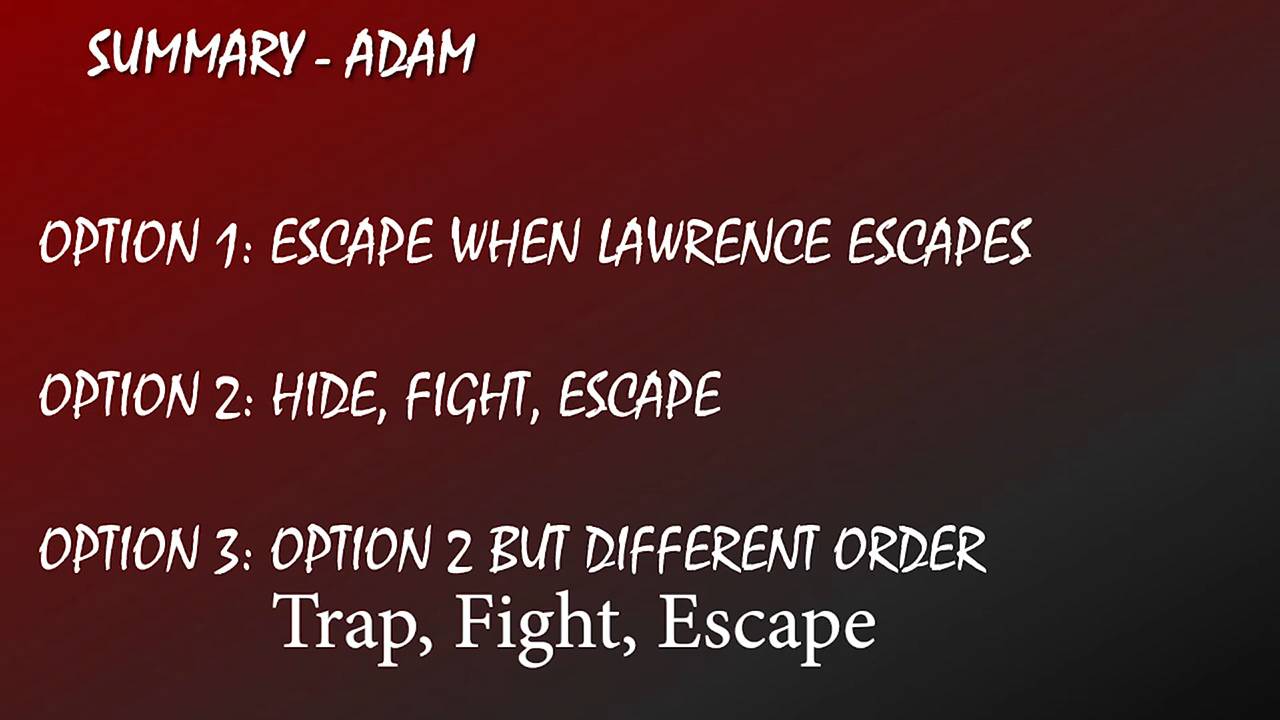 SUMMARY - ADAM
OPTION 1: ESCAPE WHEN LAWRENCE ESCAPES
OPTION 2: HIDE, FIGHT, ESCAPE
OPTION 3: OPTION 2 BUT DIFFERENT ORDER
Trap, Fight, Escape